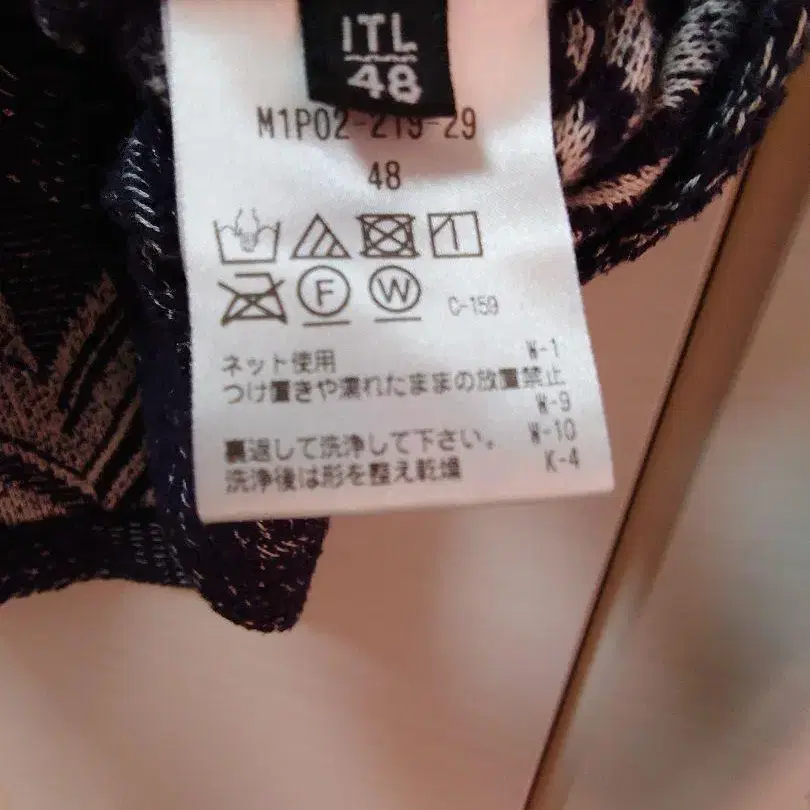 ITL
48
M1P02-219-29
48
F W C-159
ネット使用 W-1
つけ置きや濡れたままの放置禁止
W-9
裏返して洗浄して下さい。 W-10
洗浄後は形を整え乾燥 K-4